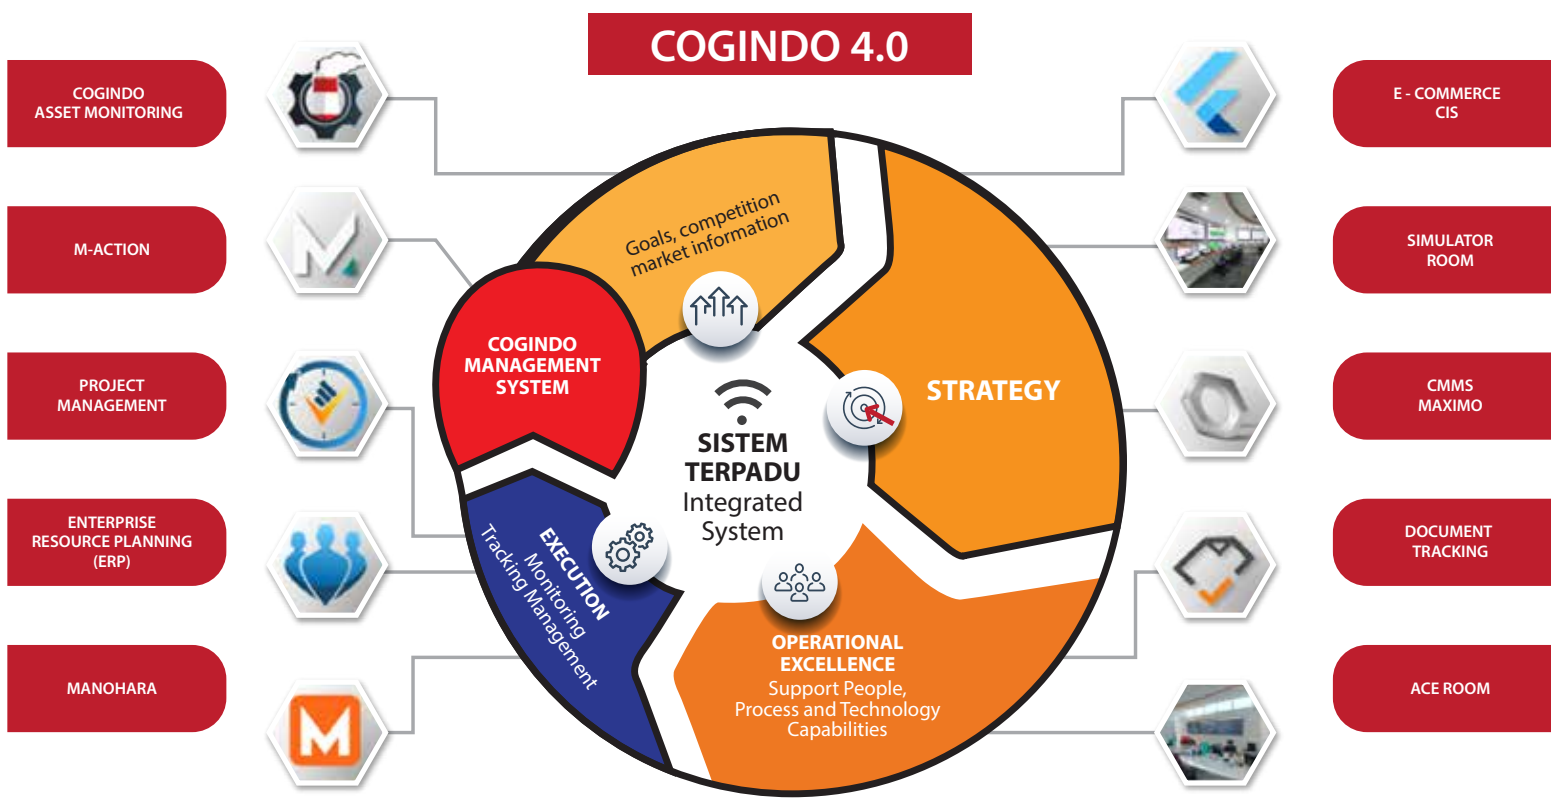 COGINDO 4.0
COGINDO
ASSET MONITORING
M-ACTION
PROJECT
MANAGEMENT
ENTERPRISE
RESOURCE PLANNING
(ERP)
MANOHARA
Goals, competition
market information
COGINDO
MANAGEMENT
SYSTEM
STRATEGY
SISTEM
TERPADU
Integrated
System
EXECUTION
Monitoring
Tracking Management
OPERATIONAL
EXCELLENCE
Support People,
Process and Technology
Capabilities
E - COMMERCE
CIS
SIMULATOR
ROOM
CMMS
MAXIMO
DOCUMENT
TRACKING
ACE ROOM